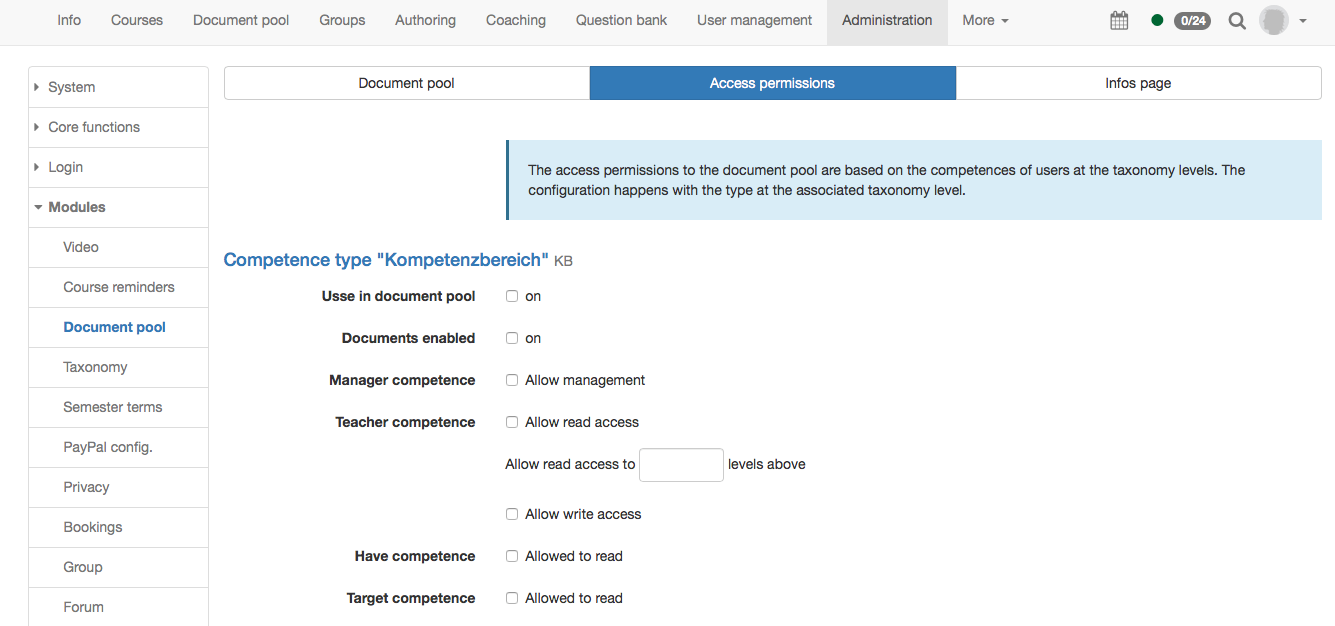 Info Courses Document pool Groups Authoring Coaching Question bank User management Administration More 0/24
System
Core functions
Login
Modules
Video
Course reminders
Document pool
Taxonomy
Semester terms
PayPal config.
Privacy
Bookings
Group
Forum
Document pool Access permissions Infos page
The access permissions to the document pool are based on the competences of users at the taxonomy levels. The
configuration happens with the type at the associated taxonomy level.
Competence type "Kompetenzbereich" KB
Usse in document pool on
Documents enabled on
Manager competence Allow management
Teacher competence Allow read access
Allow read access to levels above
Allow write access
Have competence Allowed to read
Target competence Allowed to read